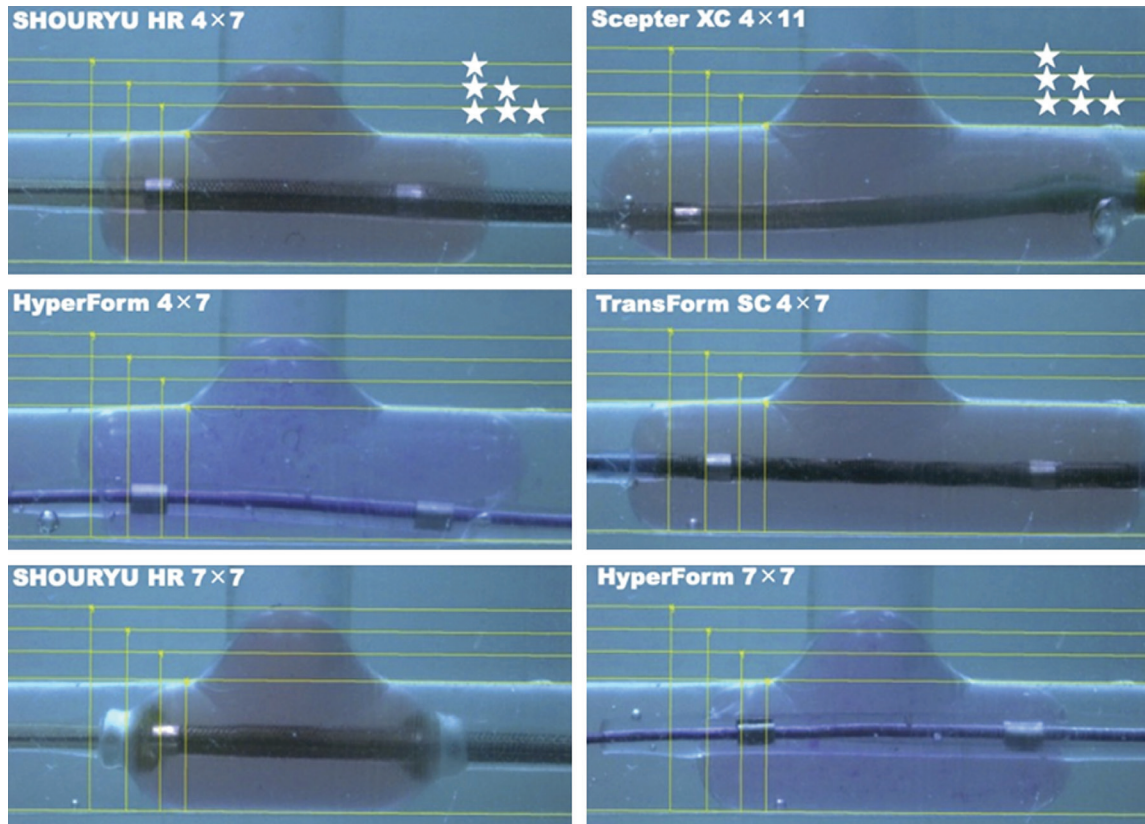 SHOURYU HR 4×7
Scepter XC 4×11
HyperForm 4×7
TransForm SC 4×7
SHOURYU HR 7×7
HyperForm 7×7